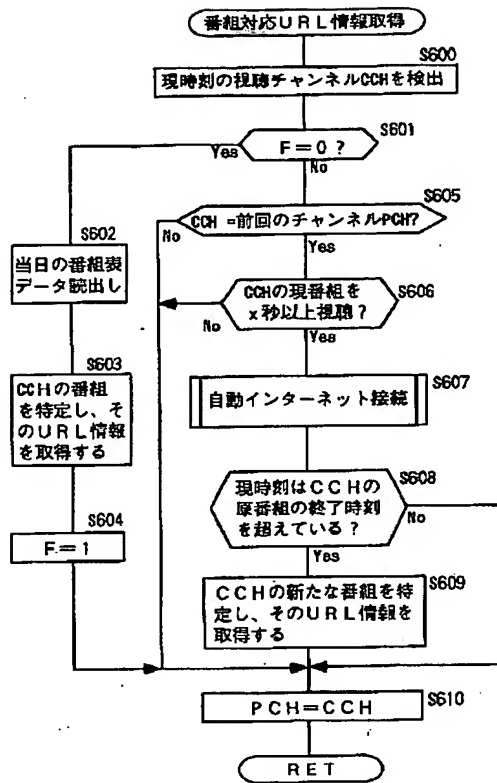 番組対応URL情報取得
S600
現時刻の視聴チャンネルCCHを検出
S601
F=0?
Yes
No
S605
CCH=前回のチャンネルPCH?
No
Yes
S602
当日の番組表
データ読出し
S606
CCHの現番組を
x秒以上視聴?
No
Yes
S603
CCHの番組
を特定し、そ
のURL情報
を取得する
S607
自動インターネット接続
S608
現時刻はCCHの
原番組の終了時刻
を超えている?
No
Yes
S604
F=1
S609
CCHの新たな番組を特
定し、そのURL情報を
取得する
S610
PCH=CCH
RET